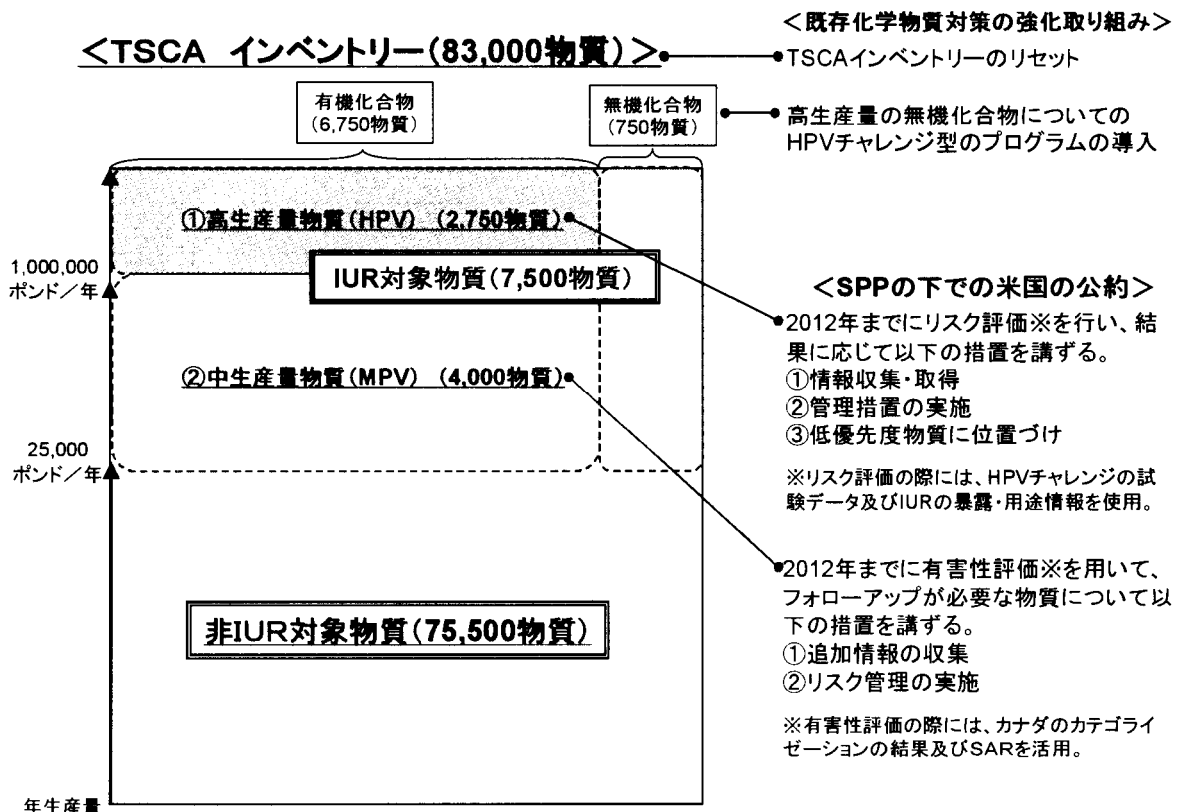 ＜TSCA インベントリー(83,000物質)＞
＜既存化学物質対策の強化取り組み＞
TSCAインベントリーのリセット
有機化合物
(6,750物質)
無機化合物
(750物質)
高生産量の無機化合物についての
HPVチャレンジ型のプログラムの導入
①高生産量物質(HPV) (2,750物質)
1,000,000
ポンド／年
IUR対象物質(7,500物質)
②中生産量物質(MPV) (4,000物質)
25,000
ポンド／年
非IUR対象物質(75,500物質)
年生産量
＜SPPの下での米国の公約＞
2012年までにリスク評価※を行い、結
果に応じて以下の措置を講ずる。
①情報収集・取得
②管理措置の実施
③低優先度物質に位置づけ
※リスク評価の際には、HPVチャレンジの試
験データ及びIURの暴露・用途情報を使用。
2012年までに有害性評価※を用いて、
フォローアップが必要な物質について以
下の措置を講ずる。
①追加情報の収集
②リスク管理の実施
※有害性評価の際には、カナダのカテゴライ
ゼーションの結果及びSARを活用。